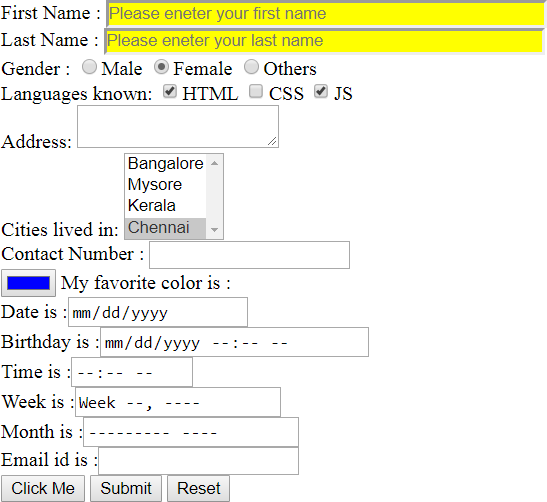 First Name : Please eneter your first name
Last Name : Please eneter your last name
Gender : Male Female Others
Languages known: HTML CSS JS
Address:
Bangalore
Mysore
Kerala
Cities lived in: Chennai
Contact Number :
My favorite color is :
Date is : mm/dd/yyyy
Birthday is : mm/dd/yyyy --:-- --
Time is : --:-- --
Week is : Week --, ----
Month is : --------- ----
Email id is :
Click Me Submit Reset